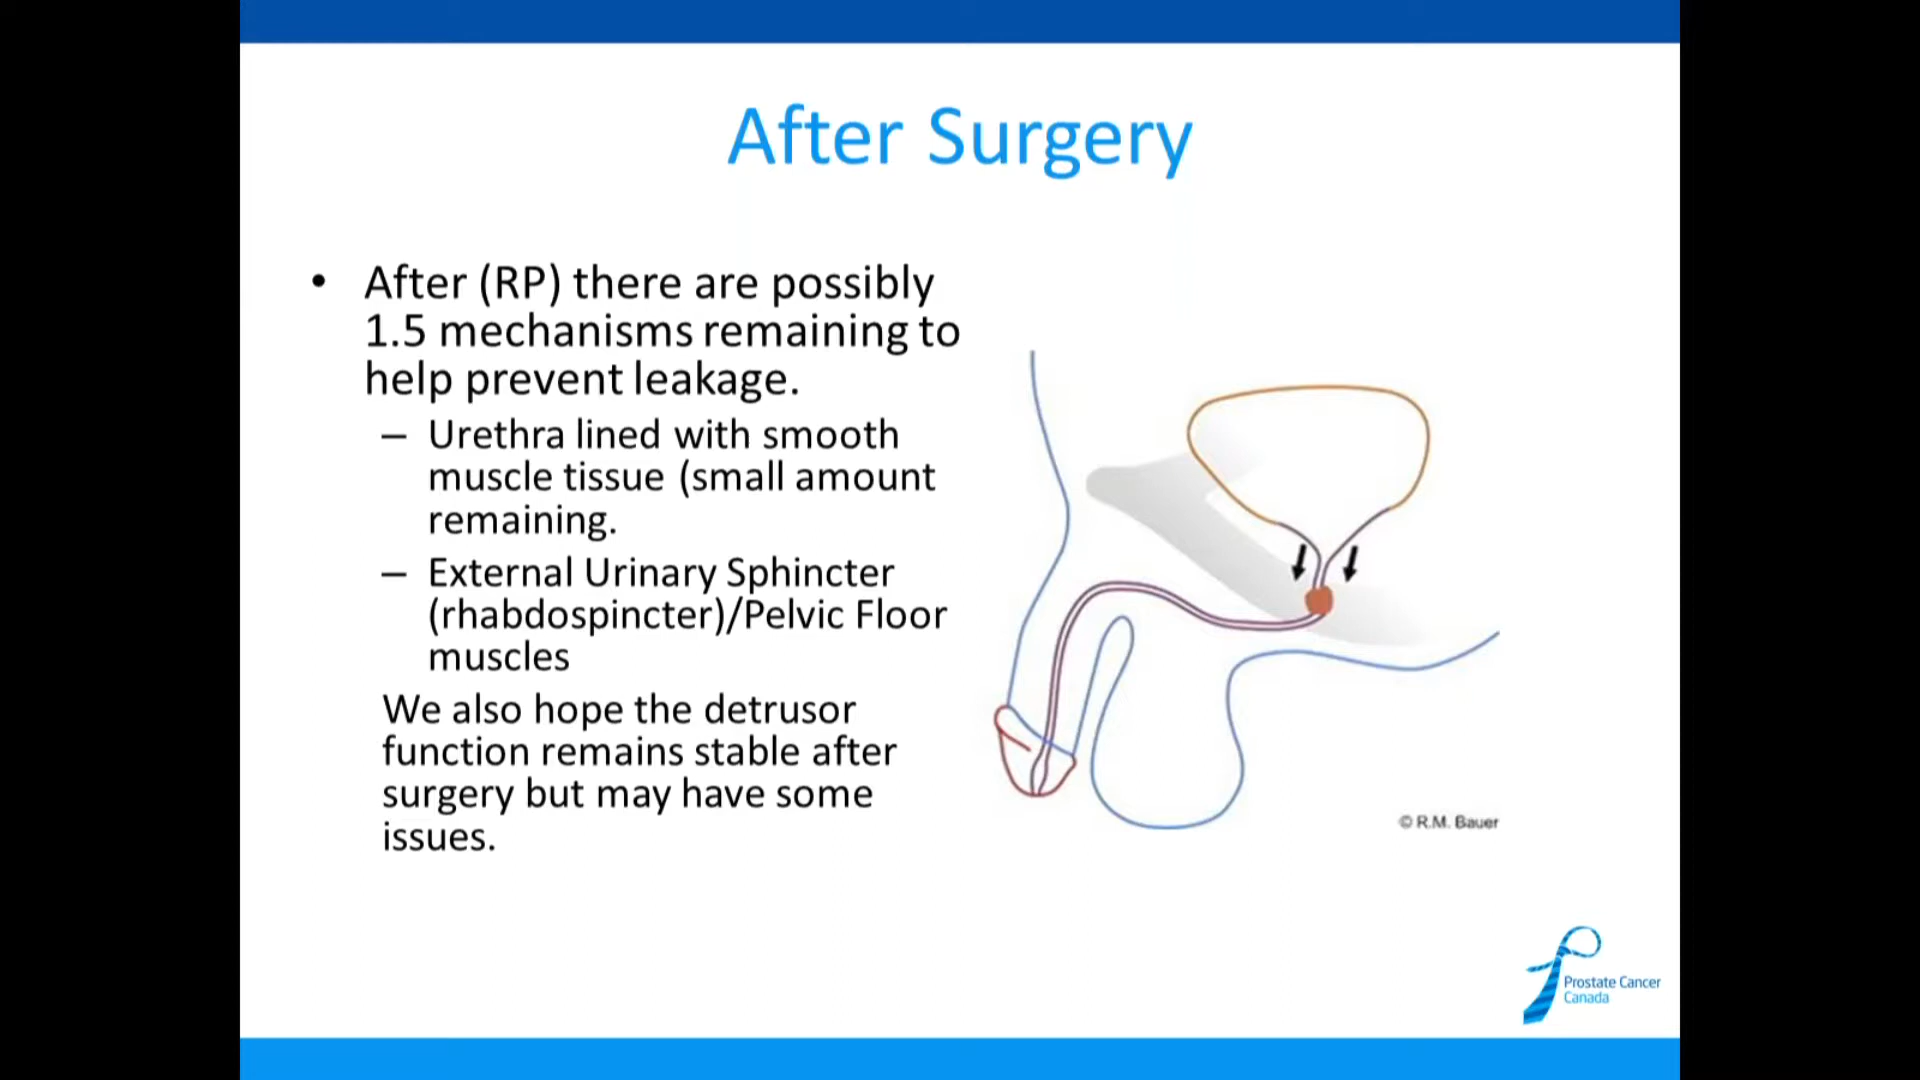 After Surgery
• After (RP) there are possibly
1.5 mechanisms remaining to
help prevent leakage.
– Urethra lined with smooth
muscle tissue (small amount
remaining.
– External Urinary Sphincter
(rhabdospincter)/Pelvic Floor
muscles
We also hope the detrusor
function remains stable after
surgery but may have some
issues.
© R.M. Bauer
Prostate Cancer
Canada